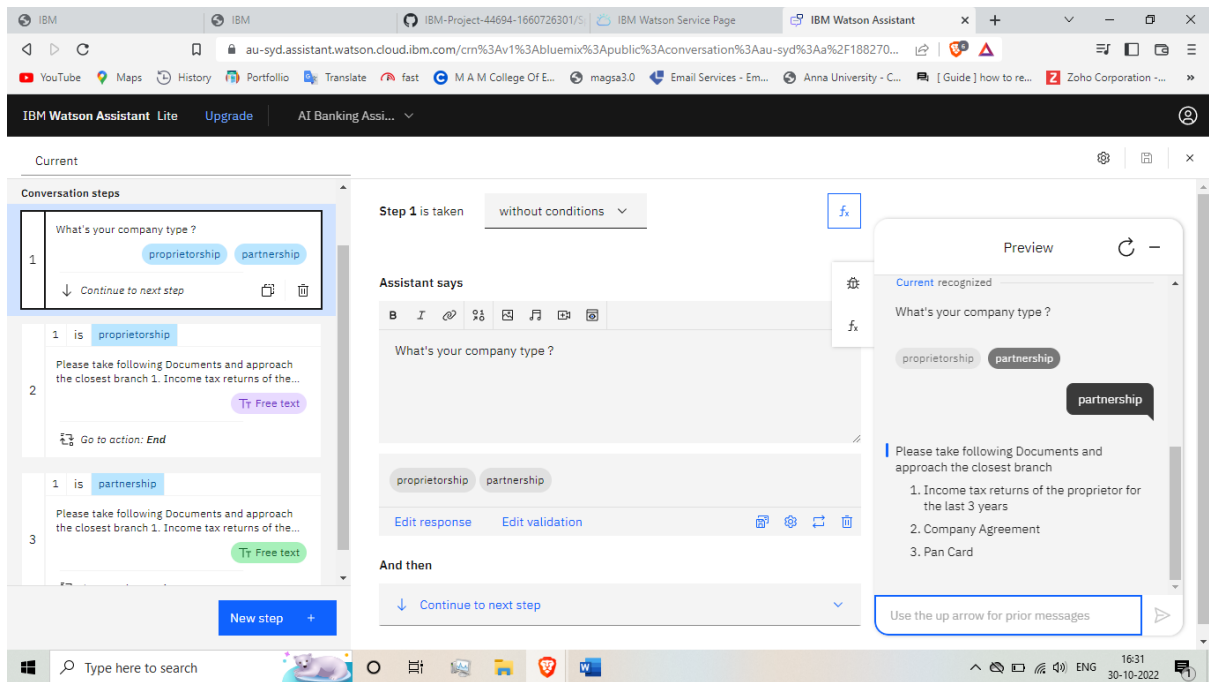 IBM
IBM
IBM-Project-44694-1660726301/S
IBM Watson Service Page
IBM Watson Assistant
au-syd.assistant.watson.cloud.ibm.com/crn%3Av1%3Abluemix%3Apublic%3Aconversation%3Aau-syd%3Aa%2F188270...
YouTube
Maps
History
Portfollio
Translate
fast
M A M College Of E...
magsa3.0
Email Services - Em...
Anna University - C...
[ Guide ] how to re...
Zoho Corporation -...
»
IBM Watson Assistant Lite
Upgrade
AI Banking Assi...
Current
Conversation steps
1
What's your company type ?
proprietorship
partnership
Continue to next step
2
1 is proprietorship
Please take following Documents and approach
the closest branch 1. Income tax returns of the...
Free text
Go to action: End
3
1 is partnership
Please take following Documents and approach
the closest branch 1. Income tax returns of the...
Free text
New step +
Step 1 is taken
without conditions
fx
Assistant says
B I
What's your company type ?
proprietorship
partnership
Edit response
Edit validation
And then
Continue to next step
fx
Preview
Current recognized
What's your company type ?
proprietorship
partnership
partnership
Please take following Documents and
approach the closest branch
1. Income tax returns of the proprietor for
the last 3 years
2. Company Agreement
3. Pan Card
Use the up arrow for prior messages
Type here to search
ENG
16:31
30-10-2022
1